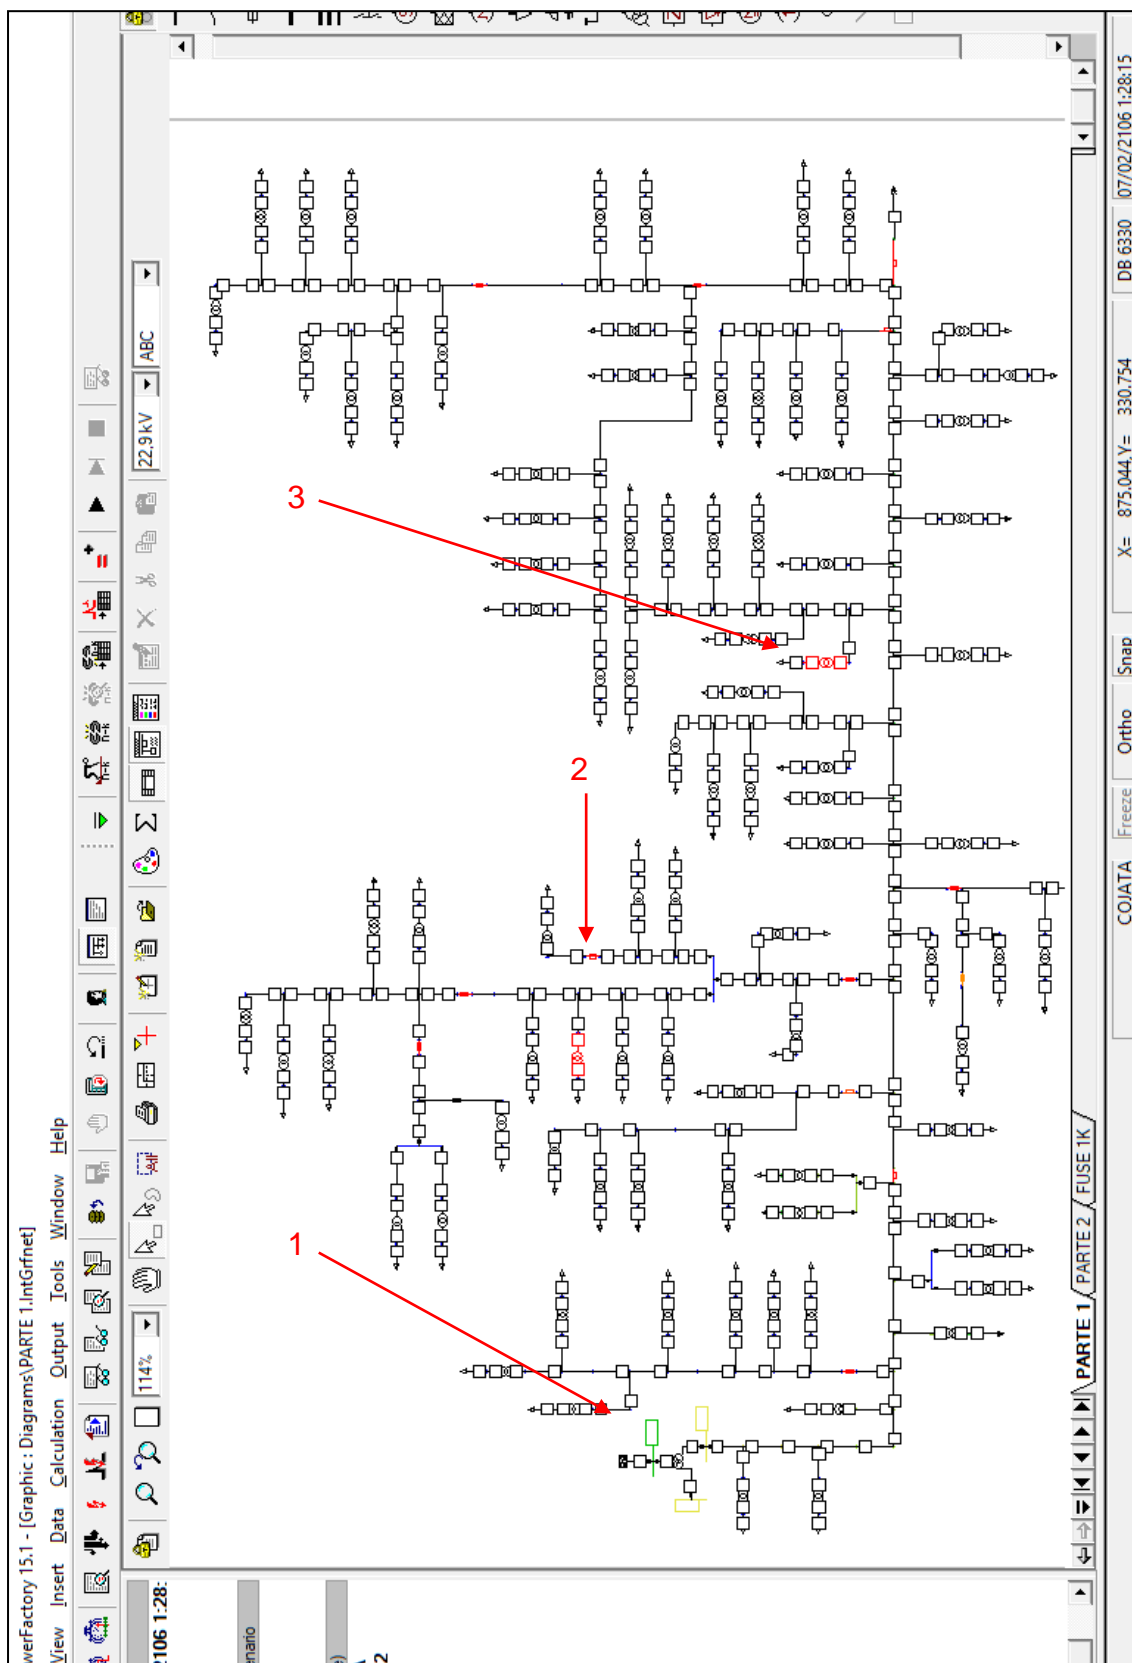 werFactory 15.1 - [Graphic : Diagrams\PARTE 1.IntGrfnet]
View Insert Data Calculation Output Tools Window Help
114%
22,9 kV
ABC
n-k
n-k
n-k
2106 1:28:
enario
e)
A
2
1
2
3
PARTE 1
PARTE 2
FUSE 1K
COJATA
Freeze
Ortho
Snap
X= 875,044,Y= 330,754
DB 6330
07/02/2106 1:28:15